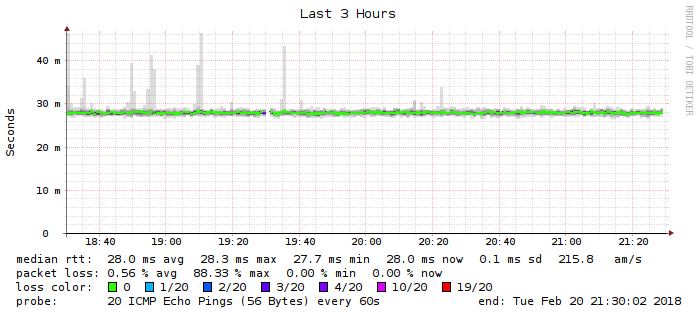 Last 3 Hours
RRDTOOL / TOBI OETIKER
Seconds
40 m
30 m
20 m
10 m
0
18:40 19:00 19:20 19:40 20:00 20:20 20:40 21:00 21:20
median rtt: 28.0 ms avg 28.3 ms max 27.7 ms min 28.0 ms now 0.1 ms sd 215.8 am/s
packet loss: 0.56 % avg 88.33 % max 0.00 % min 0.00 % now
loss color: 0 1/20 2/20 3/20 4/20 10/20 19/20
probe: 20 ICMP Echo Pings (56 Bytes) every 60s end: Tue Feb 20 21:30:02 2018